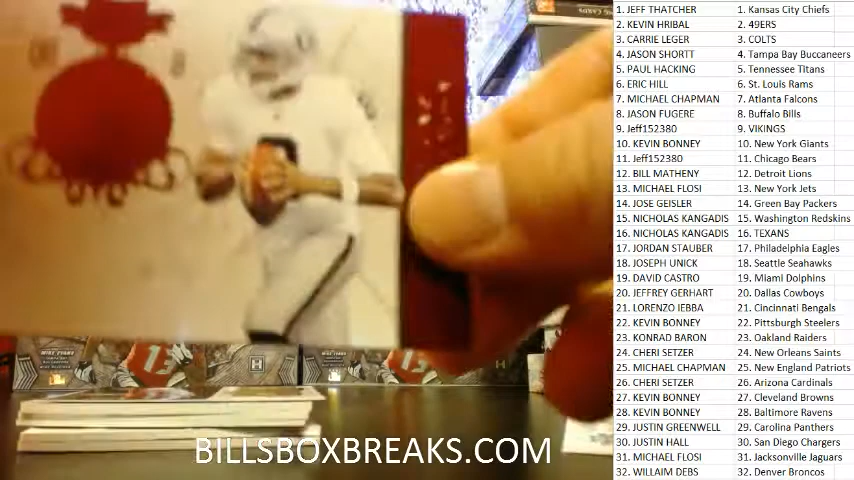 1. JEFF THATCHER 1. Kansas City Chiefs
2. KEVIN HRIBAL 2. 49ERS
3. CARRIE LEGER 3. COLTS
4. JASON SHORTT 4. Tampa Bay Buccaneers
5. PAUL HACKING 5. Tennessee Titans
6. ERIC HILL 6. St. Louis Rams
7. MICHAEL CHAPMAN 7. Atlanta Falcons
8. JASON FUGERE 8. Buffalo Bills
9. Jeff152380 9. VIKINGS
10. KEVIN BONNEY 10. New York Giants
11. Jeff152380 11. Chicago Bears
12. BILL MATHENY 12. Detroit Lions
13. MICHAEL FLOSI 13. New York Jets
14. JOSE GEISLER 14. Green Bay Packers
15. NICHOLAS KANGADIS 15. Washington Redskins
16. NICHOLAS KANGADIS 16. TEXANS
17. JORDAN STAUBER 17. Philadelphia Eagles
18. JOSEPH UNICK 18. Seattle Seahawks
19. DAVID CASTRO 19. Miami Dolphins
20. JEFFREY GERHART 20. Dallas Cowboys
21. LORENZO IEBBA 21. Cincinnati Bengals
22. KEVIN BONNEY 22. Pittsburgh Steelers
23. KONRAD BARON 23. Oakland Raiders
24. CHERI SETZER 24. New Orleans Saints
25. MICHAEL CHAPMAN 25. New England Patriots
26. CHERI SETZER 26. Arizona Cardinals
27. KEVIN BONNEY 27. Cleveland Browns
28. KEVIN BONNEY 28. Baltimore Ravens
29. JUSTIN GREENWELL 29. Carolina Panthers
30. JUSTIN HALL 30. San Diego Chargers
31. MICHAEL FLOSI 31. Jacksonville Jaguars
32. WILLAIM DEBS 32. Denver Broncos
MIKE EVANS
MIKE EVANS
BILLSBOXBREAKS.COM